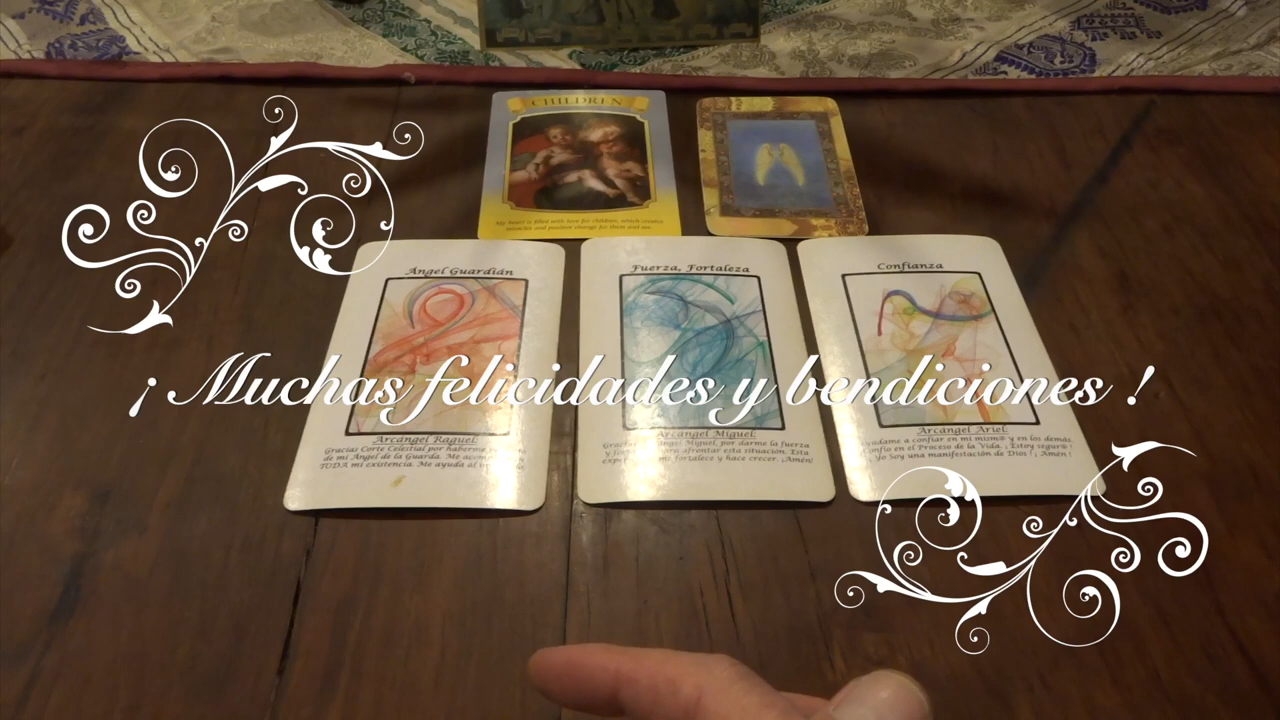 CHILDREN
My heart is filled with love for children, which creates
miracles and positive change for them and me.
Ángel Guardián
Fuerza, Fortaleza
Confianza
¡ Muchas felicidades y bendiciones !
Arcángel Raguel:
Gracias Corte Celestial por haberme
de mi Ángel de la Guarda. Me
TODA mi existencia. Me ayuda al
Arcángel Miguel:
Gracias Miguel, por darme la fuerza
y para afrontar esta situación. Esta
me fortalece y hace crecer. ¡Amén!
Arcángel Ariel:
Ayúdame a confiar en mi mism@ y en los demás.
Confío en el Proceso de la Vida. ¡Estoy segur@!
Yo Soy una manifestación de Dios! ¡ Amén !